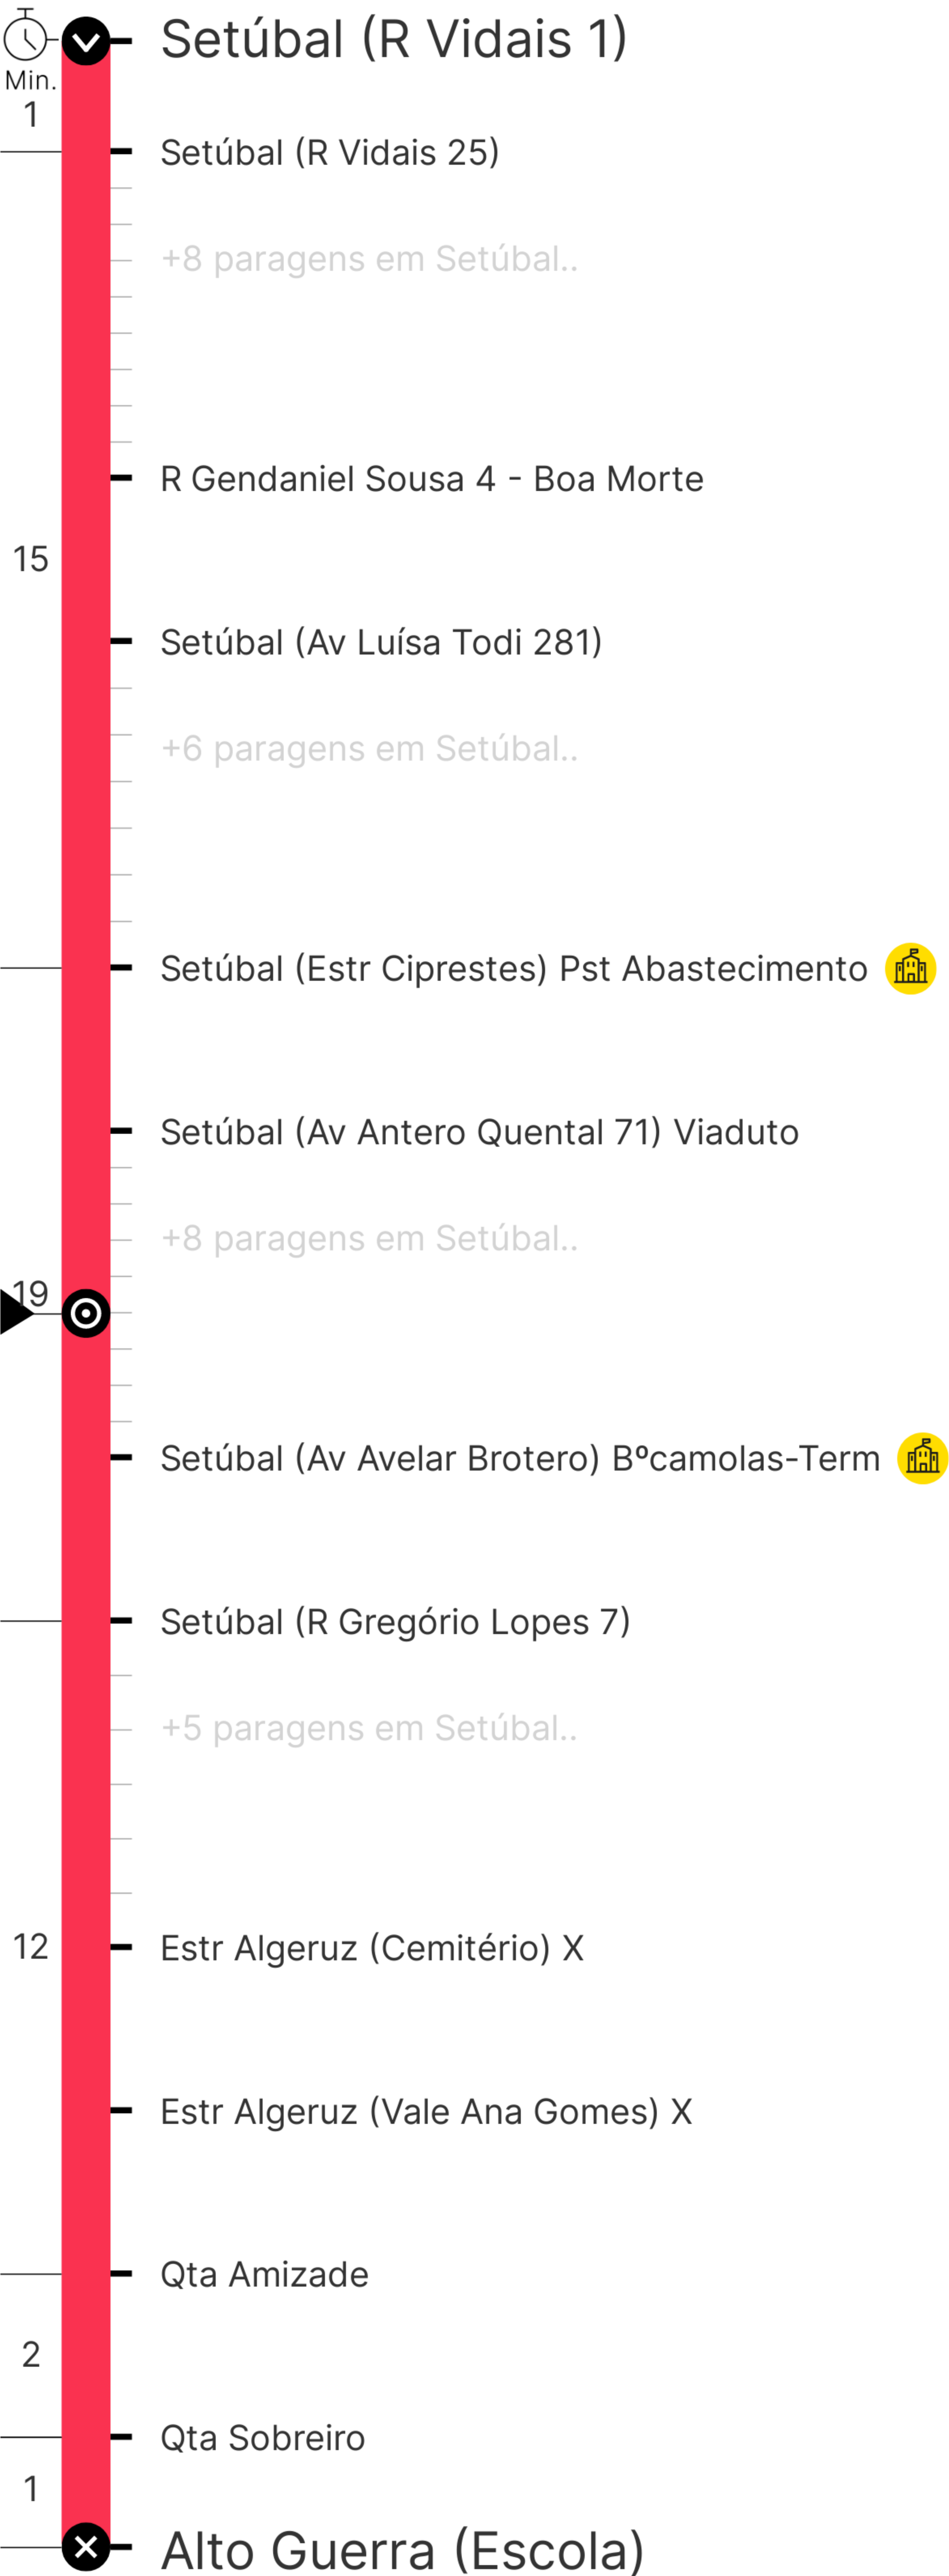 Setúbal (R Vidais 1)
Min.
1
Setúbal (R Vidais 25)
+8 paragens em Setúbal..
R Gendaniel Sousa 4 - Boa Morte
15
Setúbal (Av Luísa Todi 281)
+6 paragens em Setúbal..
Setúbal (Estr Ciprestes) Pst Abastecimento
Setúbal (Av Antero Quental 71) Viaduto
+8 paragens em Setúbal..
19
Setúbal (Av Avelar Brotero) Bºcamolas-Term
Setúbal (R Gregório Lopes 7)
+5 paragens em Setúbal..
12
Estr Algeruz (Cemitério) X
Estr Algeruz (Vale Ana Gomes) X
Qta Amizade
2
Qta Sobreiro
1
Alto Guerra (Escola)